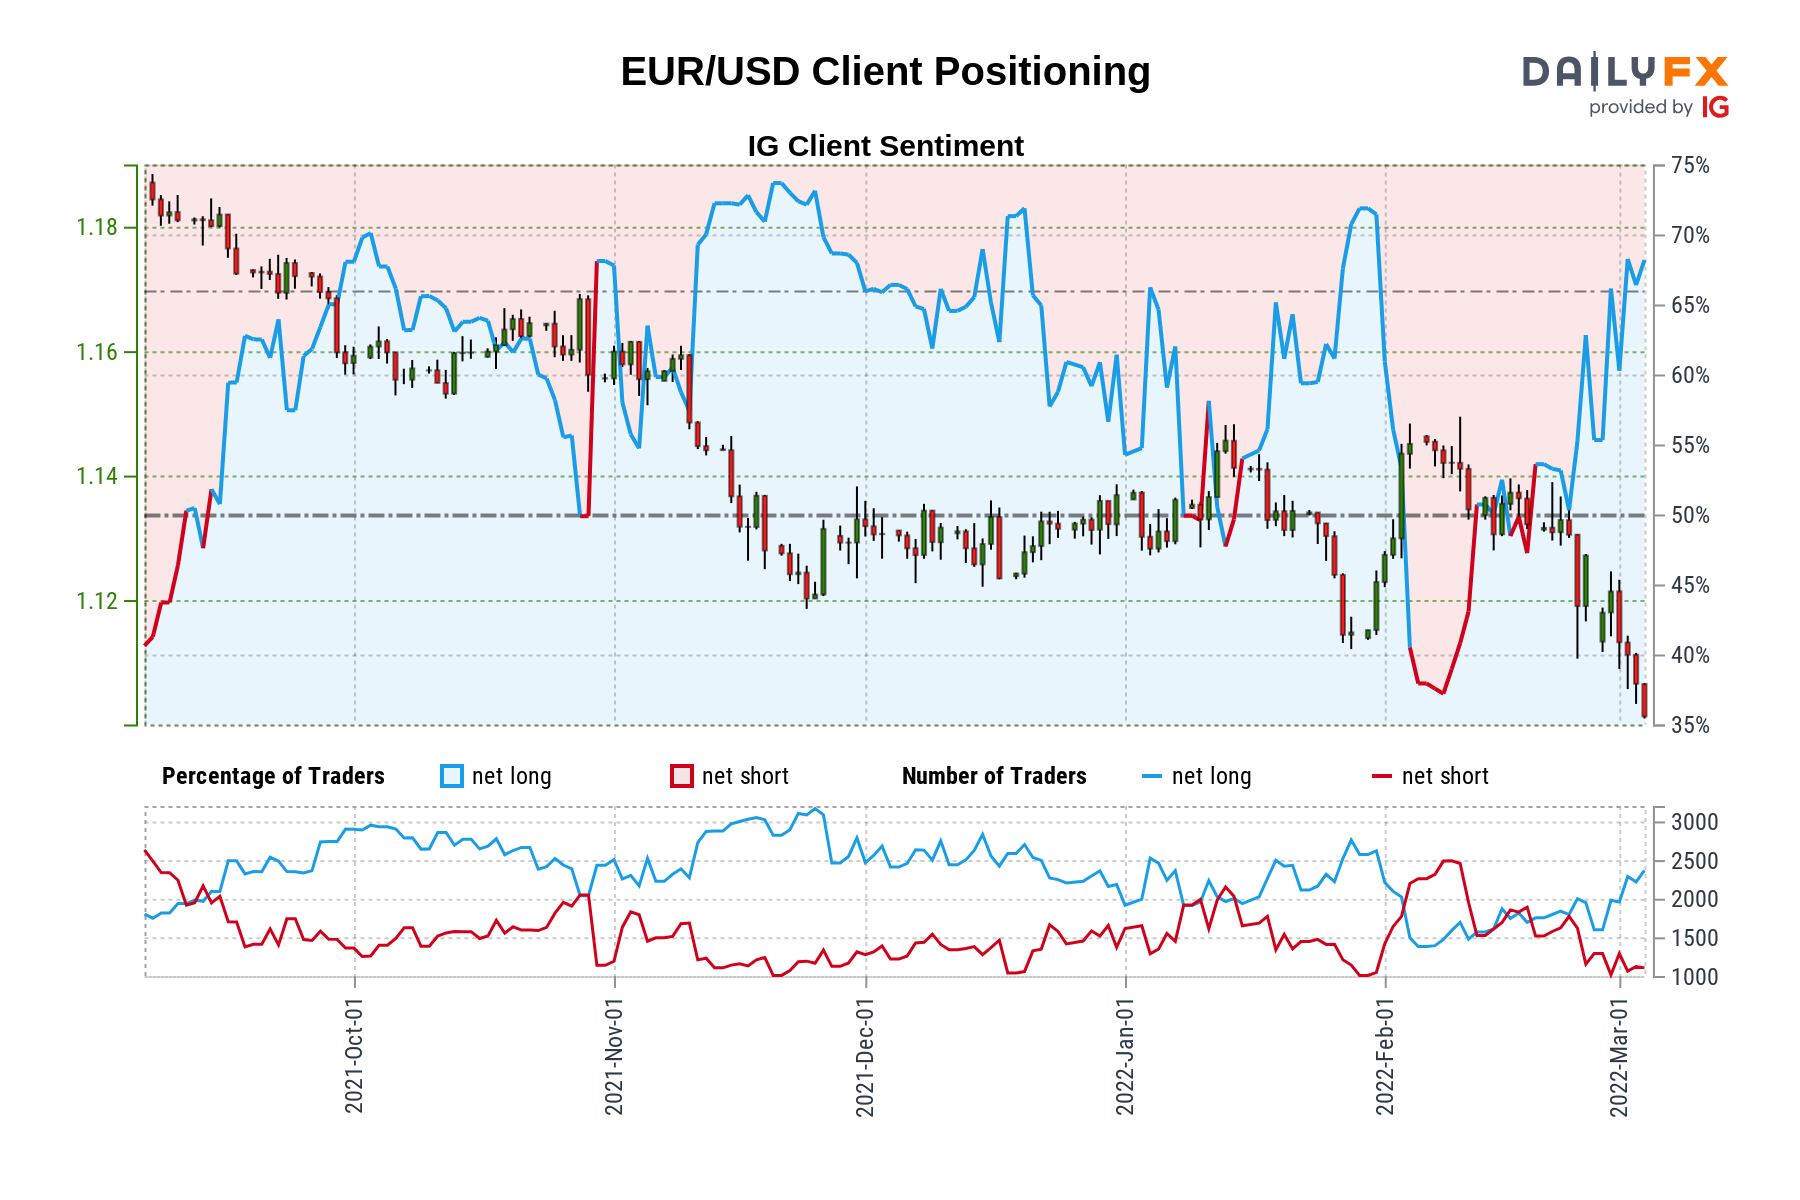 EUR/USD Client Positioning
DAILYFX
provided by IG
IG Client Sentiment
1.18
1.16
1.14
1.12
75%
70%
65%
60%
55%
50%
45%
40%
35%
Percentage of Traders net long net short Number of Traders net long net short
3000
2500
2000
1500
1000
2021-Oct-01
2021-Nov-01
2021-Dec-01
2022-Jan-01
2022-Feb-01
2022-Mar-01